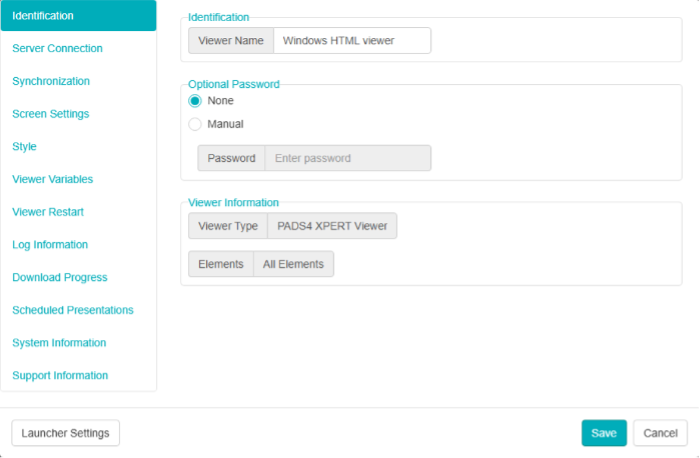 Identification
Server Connection
Synchronization
Screen Settings
Style
Viewer Variables
Viewer Restart
Log Information
Download Progress
Scheduled Presentations
System Information
Support Information
Identification
Viewer Name Windows HTML viewer
Optional Password
None
Manual
Password Enter password
Viewer Information
Viewer Type PADS4 XPERT Viewer
Elements All Elements
Launcher Settings Save Cancel